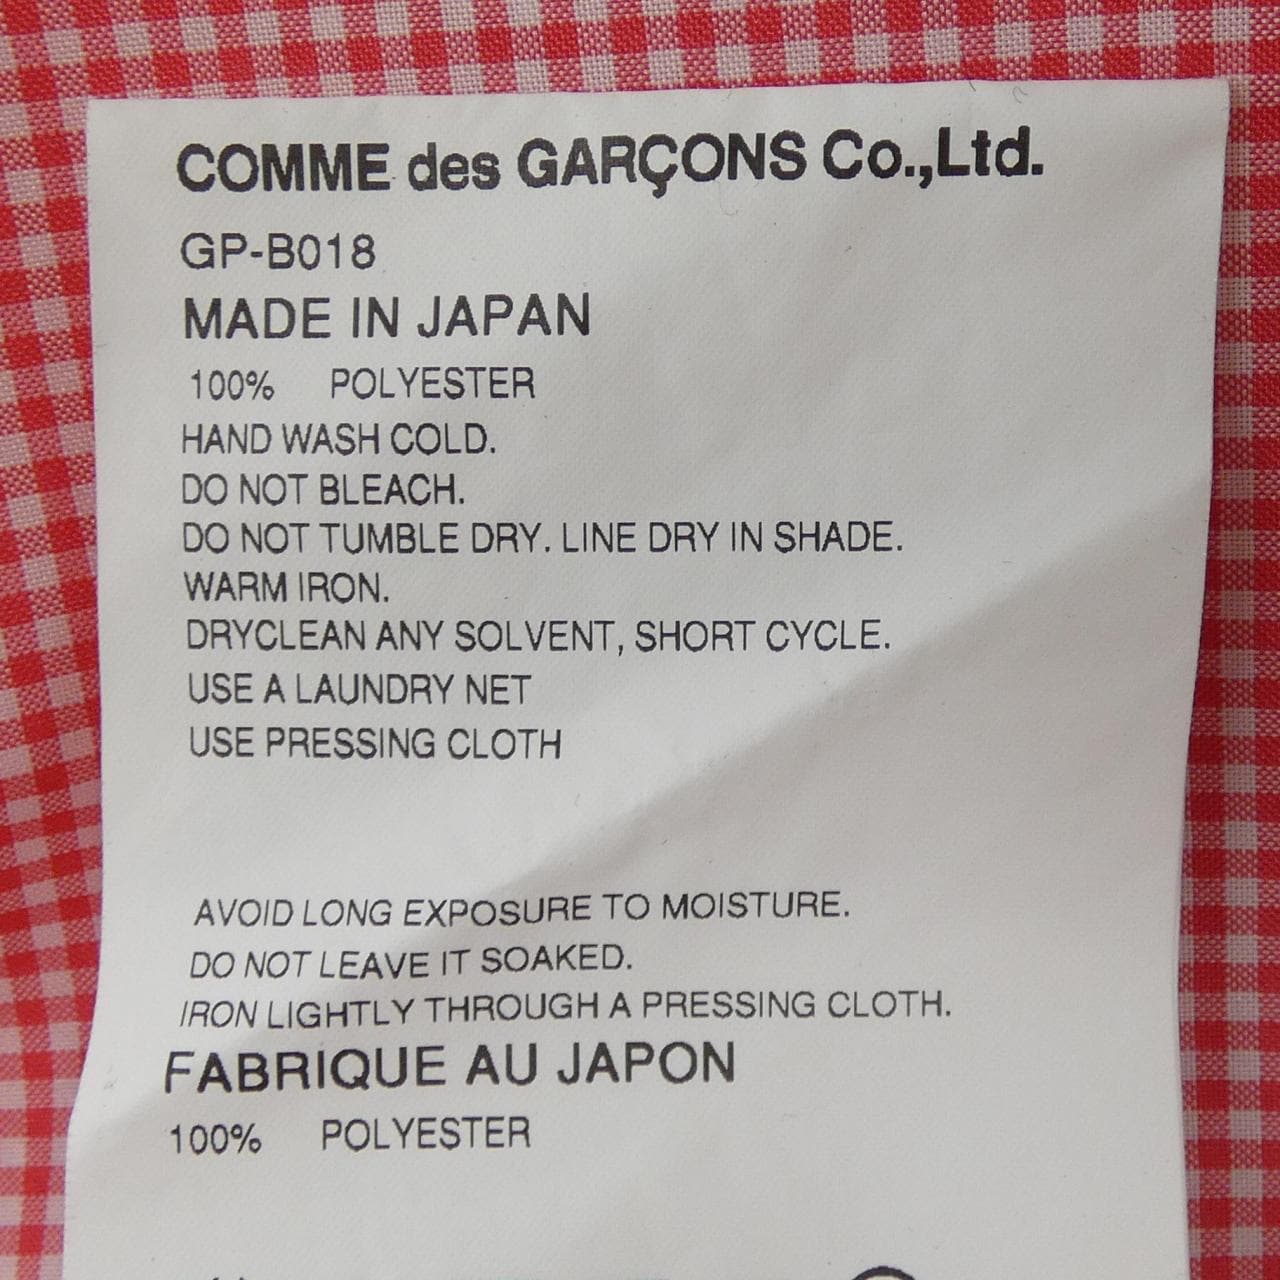 COMME des GARÇONS Co.,Ltd.
GP-B018
MADE IN JAPAN
100% POLYESTER
HAND WASH COLD.
DO NOT BLEACH.
DO NOT TUMBLE DRY. LINE DRY IN SHADE.
WARM IRON.
DRYCLEAN ANY SOLVENT, SHORT CYCLE.
USE A LAUNDRY NET
USE PRESSING CLOTH
AVOID LONG EXPOSURE TO MOISTURE.
DO NOT LEAVE IT SOAKED.
IRON LIGHTLY THROUGH A PRESSING CLOTH.
FABRIQUE AU JAPON
100% POLYESTER